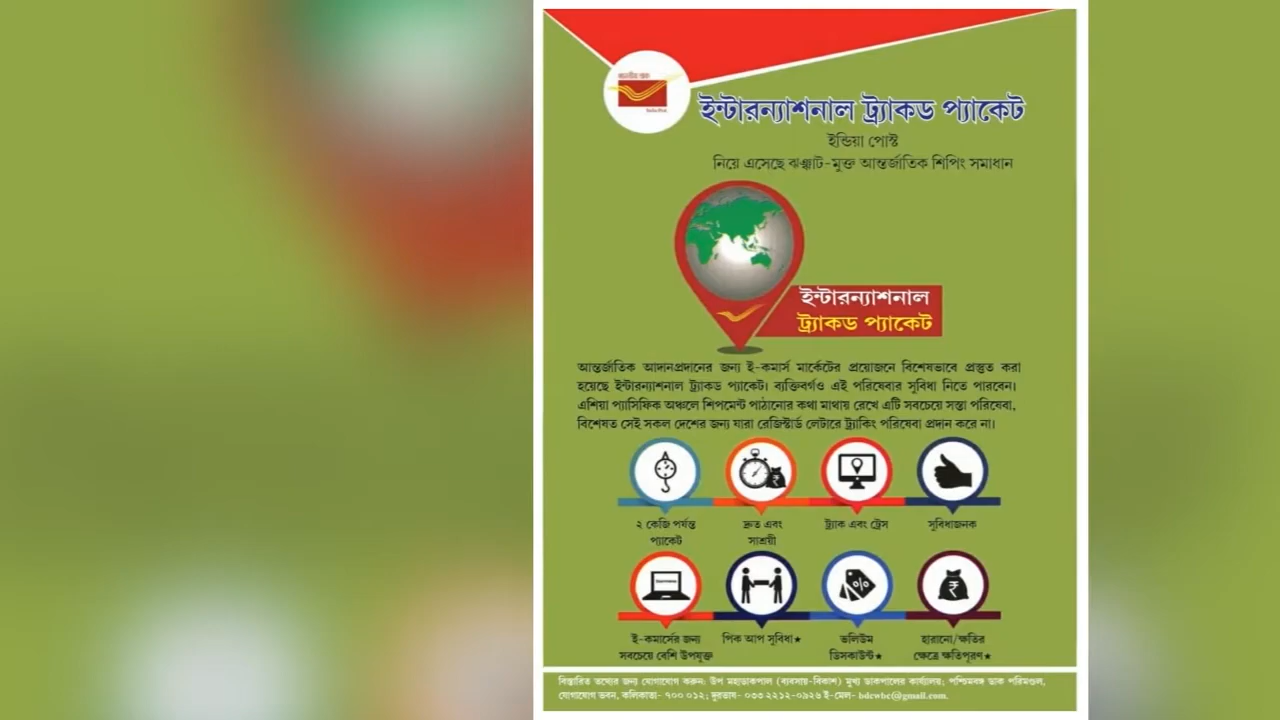 भारतीय डाक
India Post
ইন্টারন্যাশনাল ট্র্যাকড প্যাকেট
ইন্ডিয়া পোস্ট
নিয়ে এসেছে ঝঞ্ঝাট-মুক্ত আন্তর্জাতিক শিপিং সমাধান
ইন্টারন্যাশনাল
ট্র্যাকড প্যাকেট
আন্তর্জাতিক আদানপ্রদানের জন্য ই-কমার্স মার্কেটের প্রয়োজনে বিশেষভাবে প্রস্তুত করা
হয়েছে ইন্টারন্যাশনাল ট্র্যাকড প্যাকেট। ব্যক্তিবর্গও এই পরিষেবার সুবিধা নিতে পারবেন।
এশিয়া প্যাসিফিক অঞ্চলে শিপমেন্ট পাঠানোর কথা মাথায় রেখে এটি সবচেয়ে সস্তা পরিষেবা,
বিশেষত সেই সকল দেশের জন্য যারা রেজিস্টার্ড লেটারে ট্র্যাকিং পরিষেবা প্রদান করে না।
২ কেজি পর্যন্ত
প্যাকেট
দ্রুত এবং
সাশ্রয়ী
ট্র্যাক এবং ট্রেস
সুবিধাজনক
ই-কমার্সের জন্য
সবচেয়ে বেশি উপযুক্ত
পিক আপ সুবিধা★
ভলিউম
ডিসকাউন্ট★
হারানো/ক্ষতির
ক্ষেত্রে ক্ষতিপূরণ★
বিস্তারিত তথ্যের জন্য যোগাযোগ করুন: উপ মহাডাকপাল (ব্যবসায়-বিকাশ) মুখ্য ডাকপালের কার্য্যালয়; পশ্চিমবঙ্গ ডাক পরিমণ্ডল,
যোগাযোগ ভবন, কলিকাতা- ৭০০ ০১২; দুরভাষ- ০৩৩ ২২১২-০৯২৬ ই-মেল- bdcwbc@gmail.com.